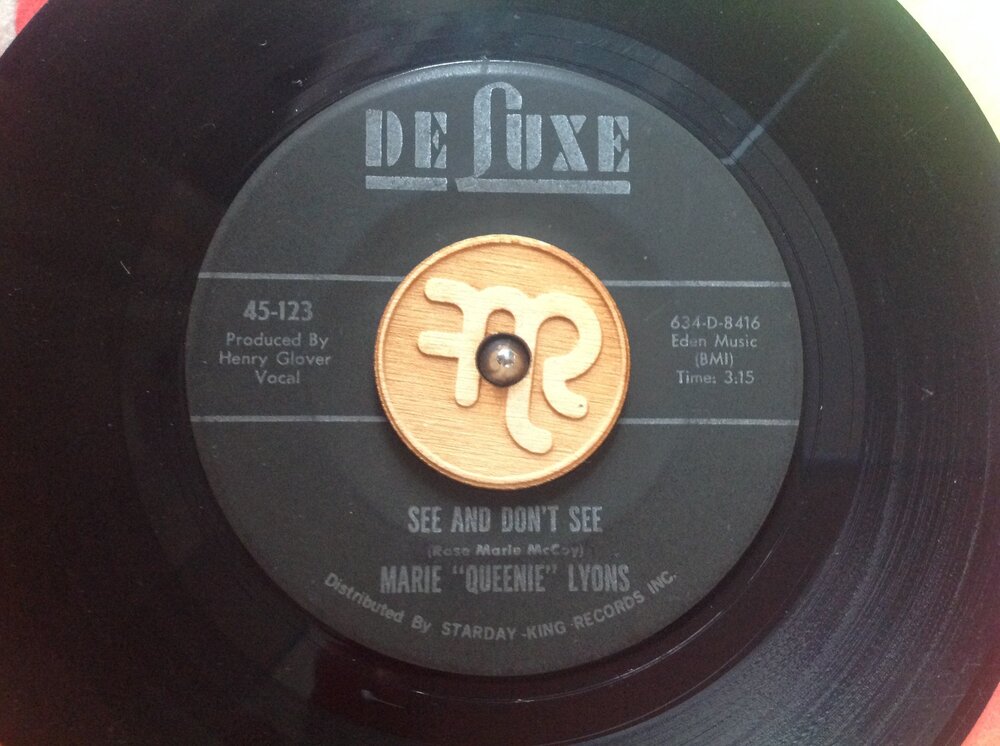 DE LUXE
45-123
Produced By
Henry Glover
Vocal
634-D-8416
Eden Music
(BMI)
Time: 3.15
SEE AND DON'T SEE
(Rose Marie McCoy)
MARIE "QUEENIE" LYONS
Distributed By STARDAY-KING RECORDS INC.